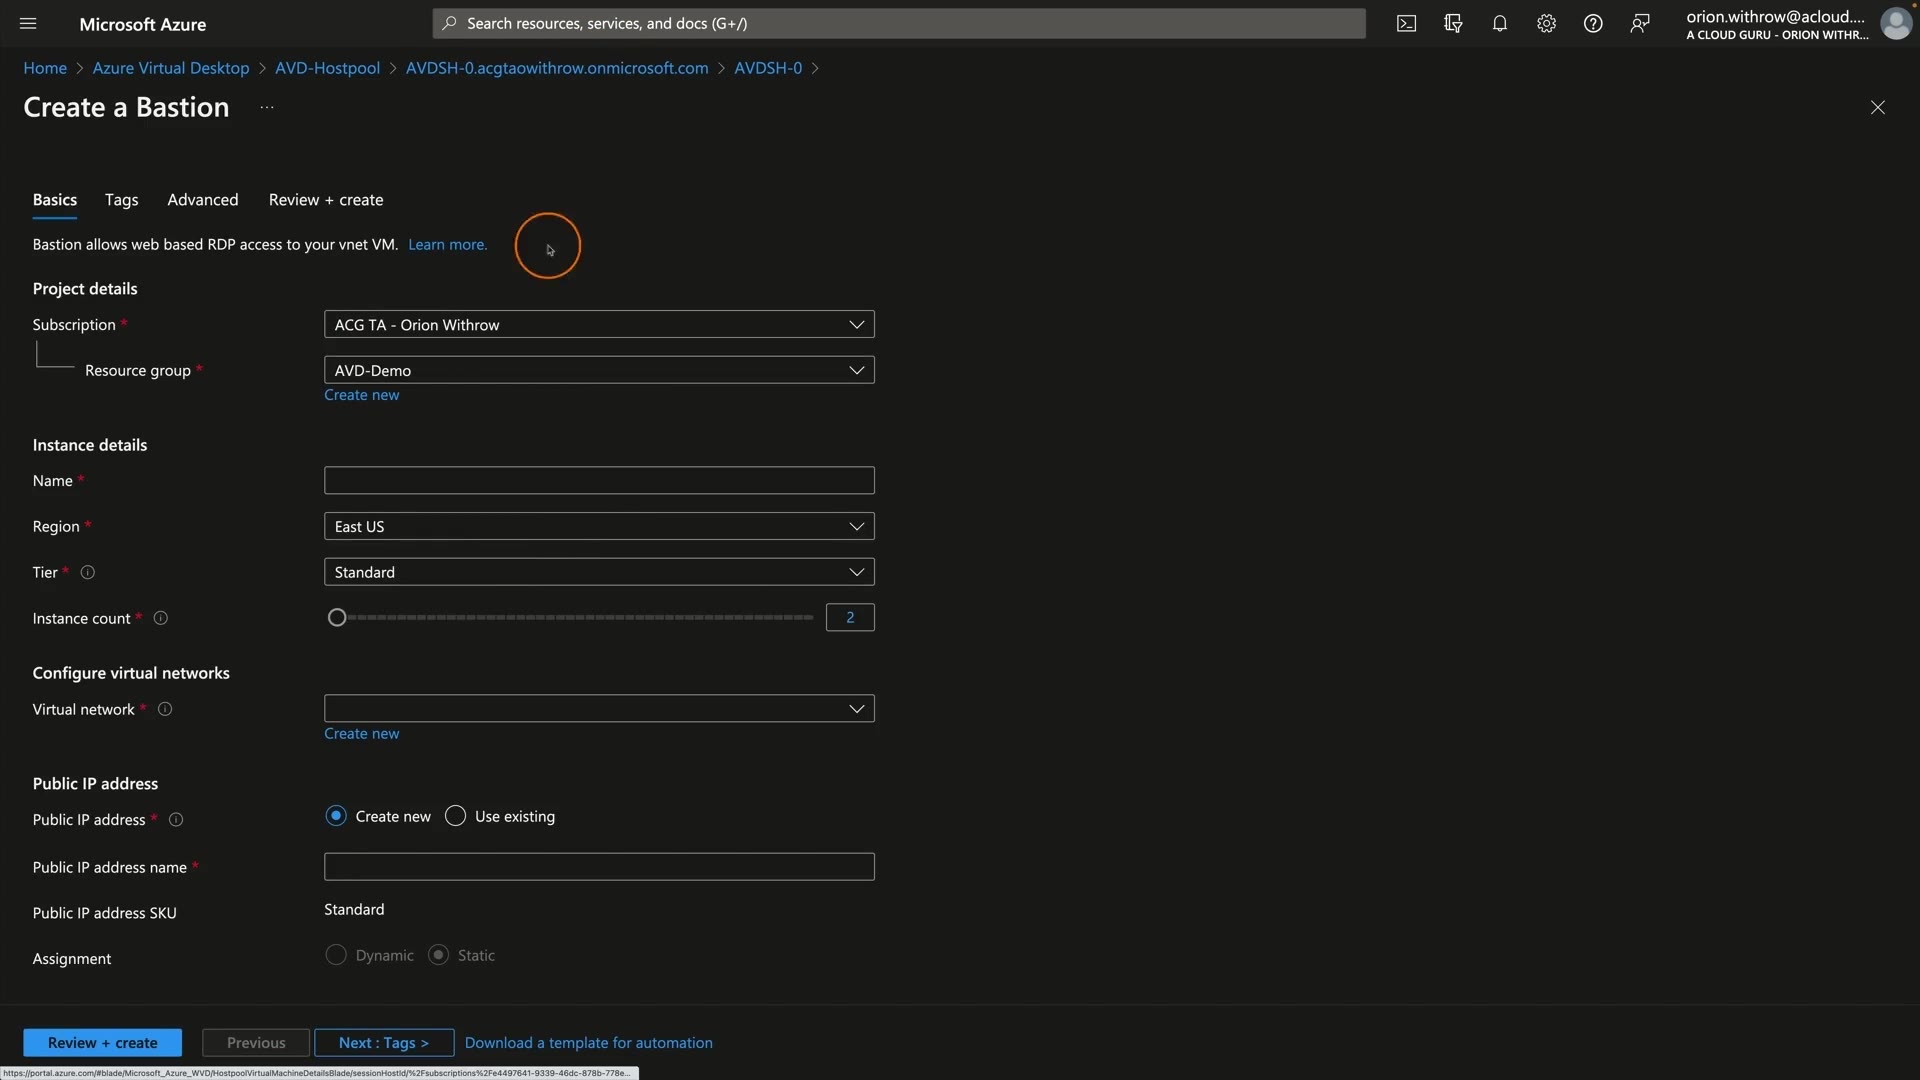 Microsoft Azure
Search resources, services, and docs (G+/)
orion.withrow@acloud....
A CLOUD GURU - ORION WITHR...
Home > Azure Virtual Desktop > AVD-Hostpool > AVDSH-0.acgtaowithrow.onmicrosoft.com > AVDSH-0 >
Create a Bastion ...
Basics Tags Advanced Review + create
Bastion allows web based RDP access to your vnet VM. Learn more.
Project details
Subscription * ACG TA - Orion Withrow
Resource group * AVD-Demo
Create new
Instance details
Name *
Region * East US
Tier * Standard
Instance count * 2
Configure virtual networks
Virtual network *
Create new
Public IP address
Public IP address * Create new Use existing
Public IP address name *
Public IP address SKU Standard
Assignment Dynamic Static
Review + create Previous Next : Tags > Download a template for automation
https://portal.azure.com/#blade/Microsoft_Azure_WVD/HostpoolVirtualMachineDetailsBlade/sessionHostId/%2Fsubscriptions%2Fe4497641-9339-46dc-878b-778e...